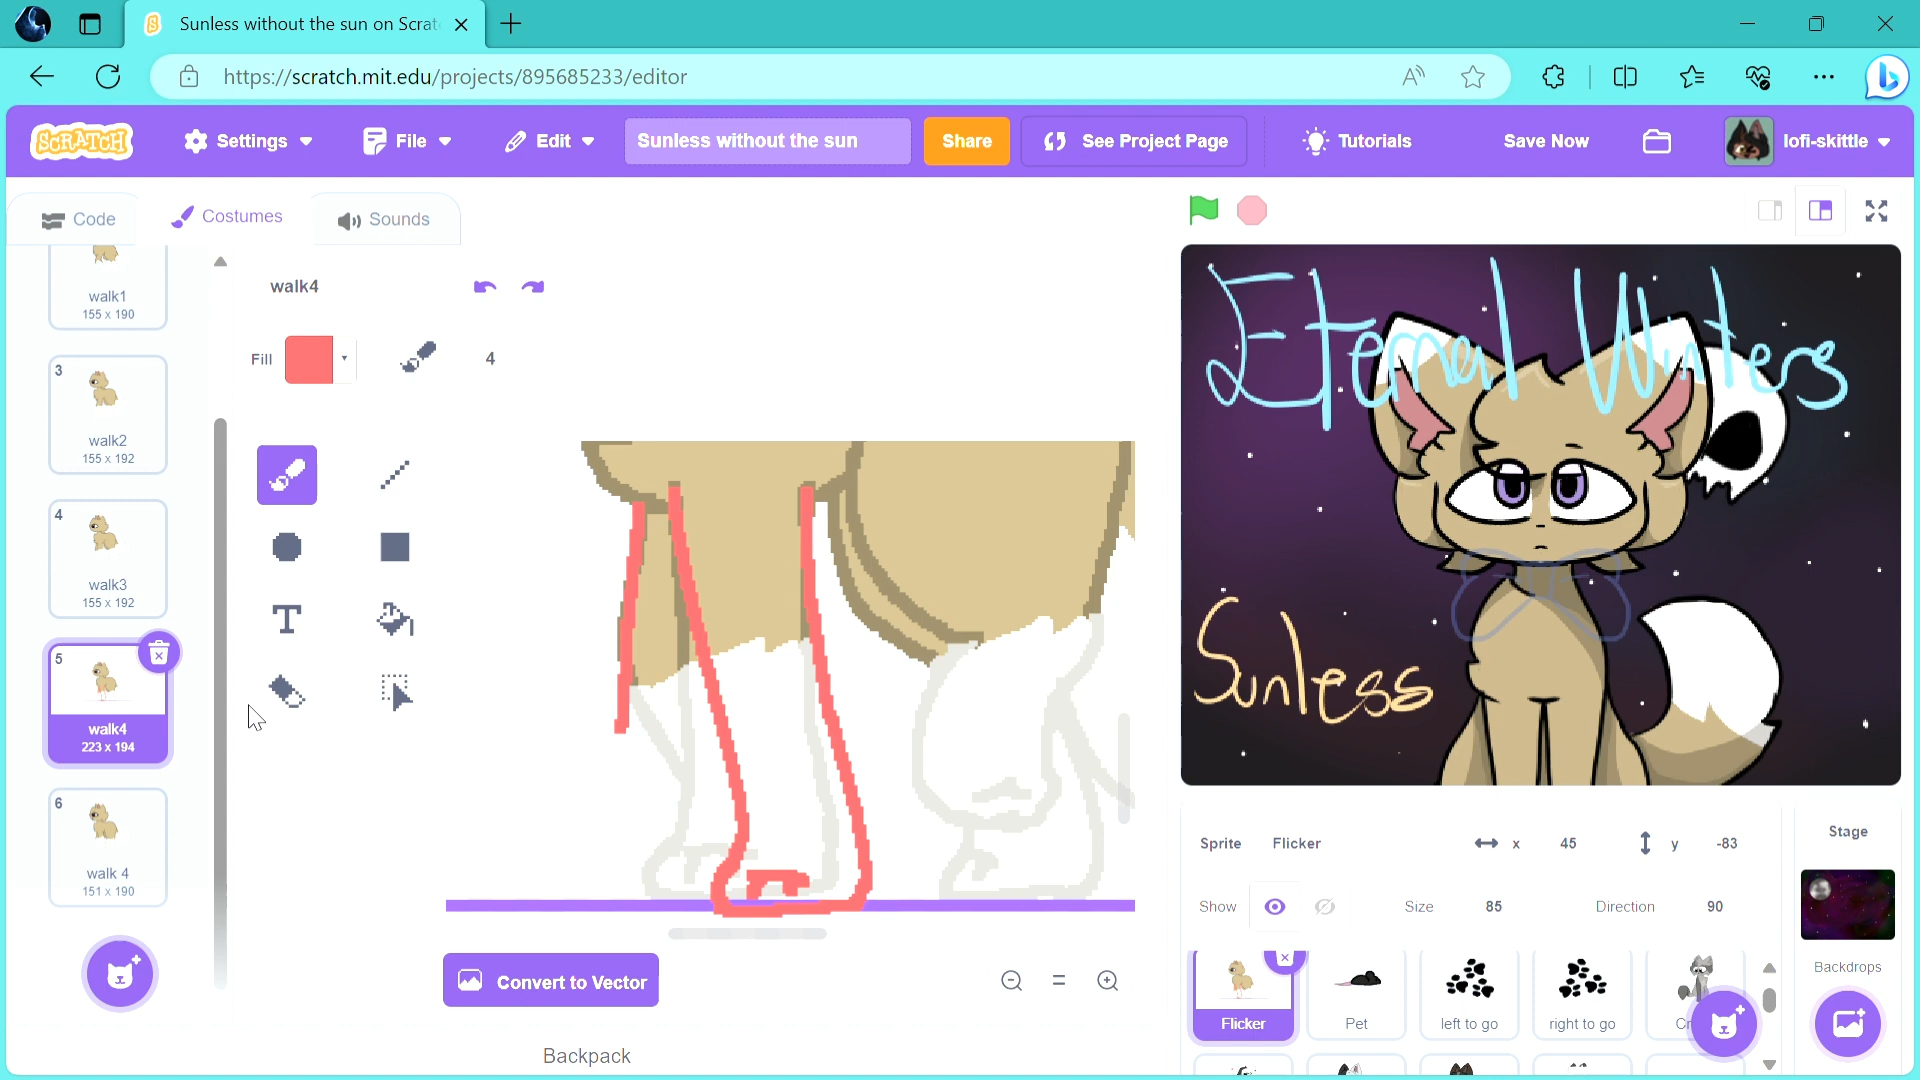 Sunless without the sun on Scrat
https://scratch.mit.edu/projects/895685233/editor
SCRATCH
Settings
File
Edit
Sunless without the sun
Share
See Project Page
Tutorials
Save Now
lofi-skittle
Code
Costumes
Sounds
walk1
155 x 190
3
walk2
155 x 192
4
walk3
155 x 192
5
walk4
223 x 194
6
walk 4
151 x 190
walk4
Fill
4
Convert to Vector
Backpack
Eternal Winters
Sunless
Sprite
Flicker
x
45
y
-83
Show
Size
85
Direction
90
Flicker
Pet
left to go
right to go
Stage
Backdrops